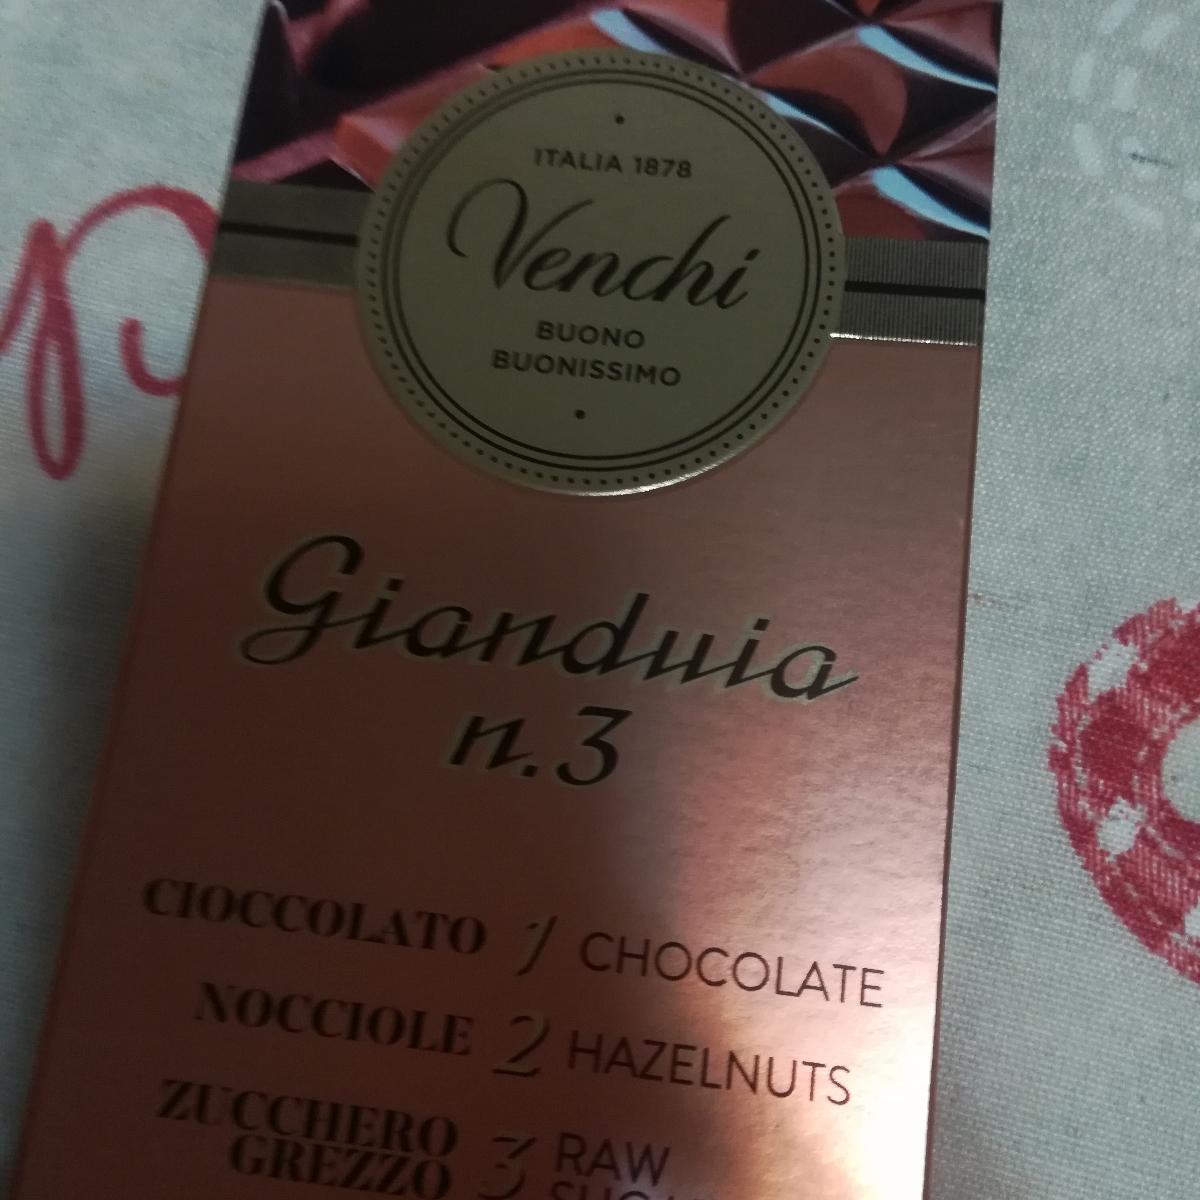 ITALIA 1878
Venchi
BUONO
BUONISSIMO
Gianduia
n.3
CIOCCOLATO 1 CHOCOLATE
NOCCIOLE 2 HAZELNUTS
ZUCCHERO
GREZZO 3 RAW